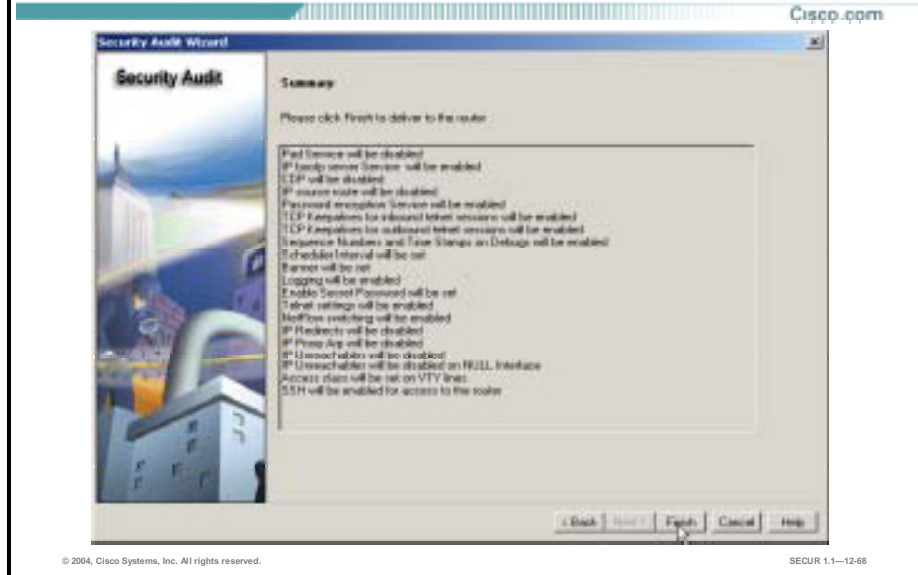 Cisco.com
Security Audit Wizard
Security Audit
Summary
Please click Finish to deliver to the router
Pad Service will be disabled
IP bootp server Service will be enabled
CDP will be disabled
IP source route will be disabled
Password encryption Service will be enabled
TCP Keepalives for inbound telnet sessions will be enabled
TCP Keepalives for outbound telnet sessions will be enabled
Sequence Numbers and Time Stamps on Debugs will be enabled
Scheduler Interval will be set
Banner will be set
Logging will be enabled
Enable Secret Password will be set
Telnet settings will be enabled
NetFlow switching will be enabled
IP Redirects will be disabled
IP Proxy Arp will be disabled
IP Unreachables will be disabled
IP Unreachables will be disabled on NULL Interface
Access class will be set on VTY lines
SSH will be enabled for access to the router
< Back Next > Finish Cancel Help
© 2004, Cisco Systems, Inc. All rights reserved.
SECUR 1.1—12-68